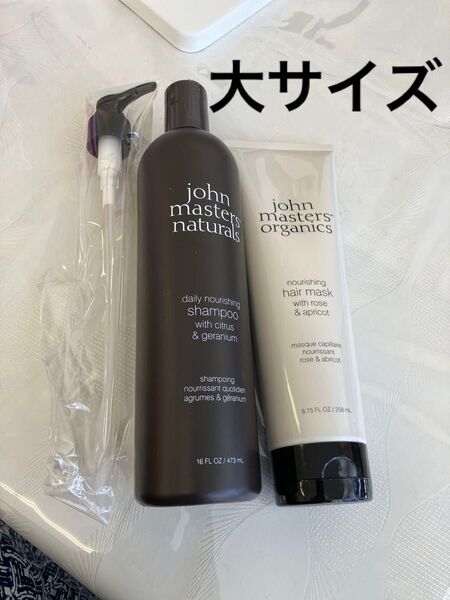 大サイズ
john
masters™
naturals
daily nourishing
shampoo
with citrus
& geranium
shampoing
nourrissant quotidien
agrumes & géranium
16 FL OZ / 473 mL
john
masters™
organics
nourishing
hair mask
with rose
& apricot
masque capillaire
nourrissant
rose & abricot
8.75 FL OZ / 258 mL